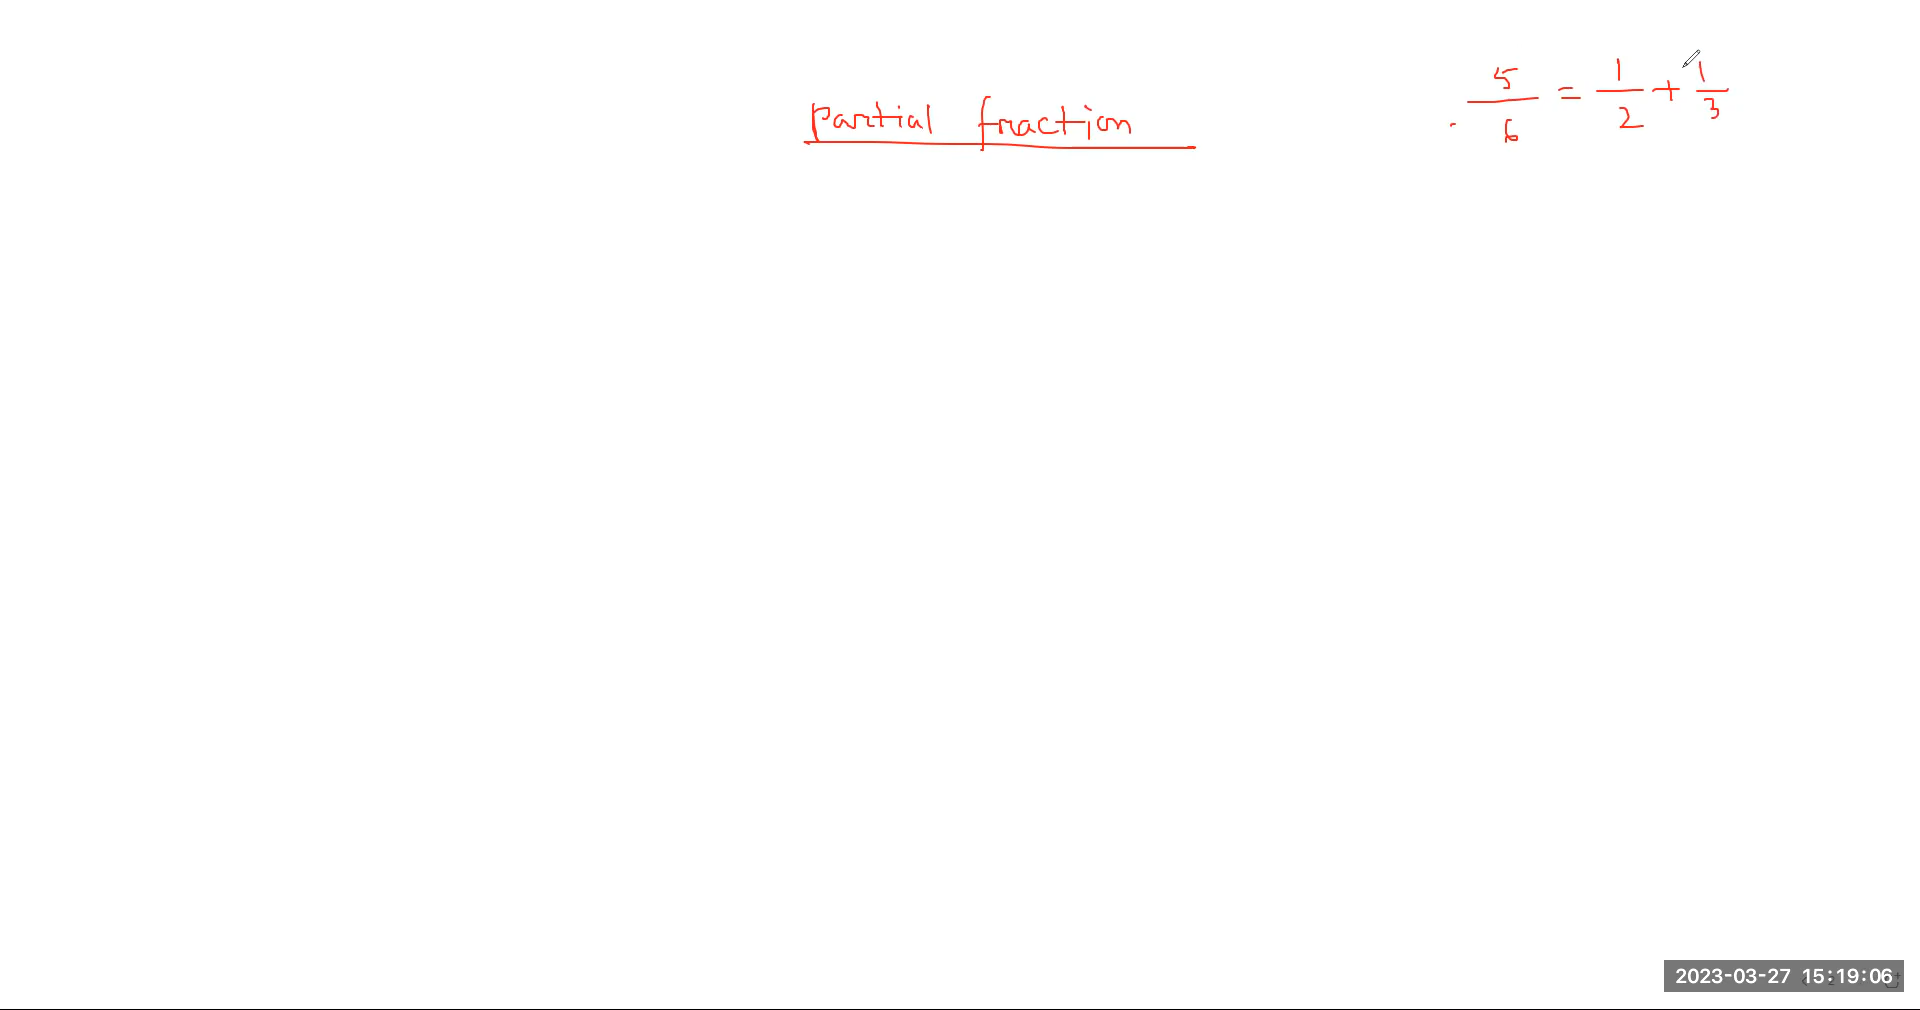 Partial fraction
5/6 = 1/2 + 1/3
2023-03-27 15:19:06